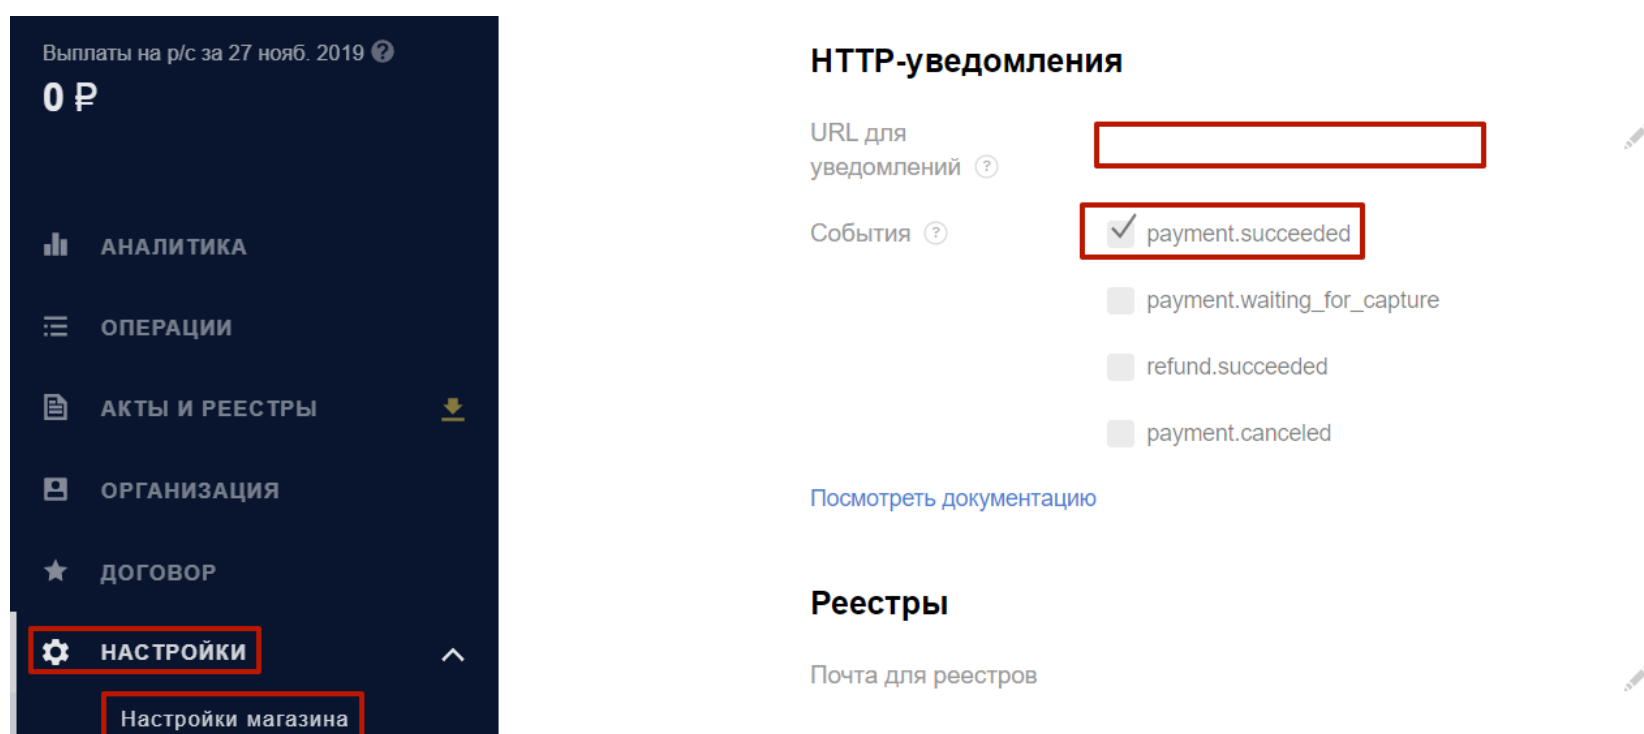 Выплаты на р/с за 27 нояб. 2019 ?
0 ₽
АНАЛИТИКА
ОПЕРАЦИИ
АКТЫ И РЕЕСТРЫ
ОРГАНИЗАЦИЯ
ДОГОВОР
НАСТРОЙКИ
Настройки магазина
HTTP-уведомления
URL для
уведомлений ?
События ?
payment.succeeded
payment.waiting_for_capture
refund.succeeded
payment.canceled
Посмотреть документацию
Реестры
Почта для реестров